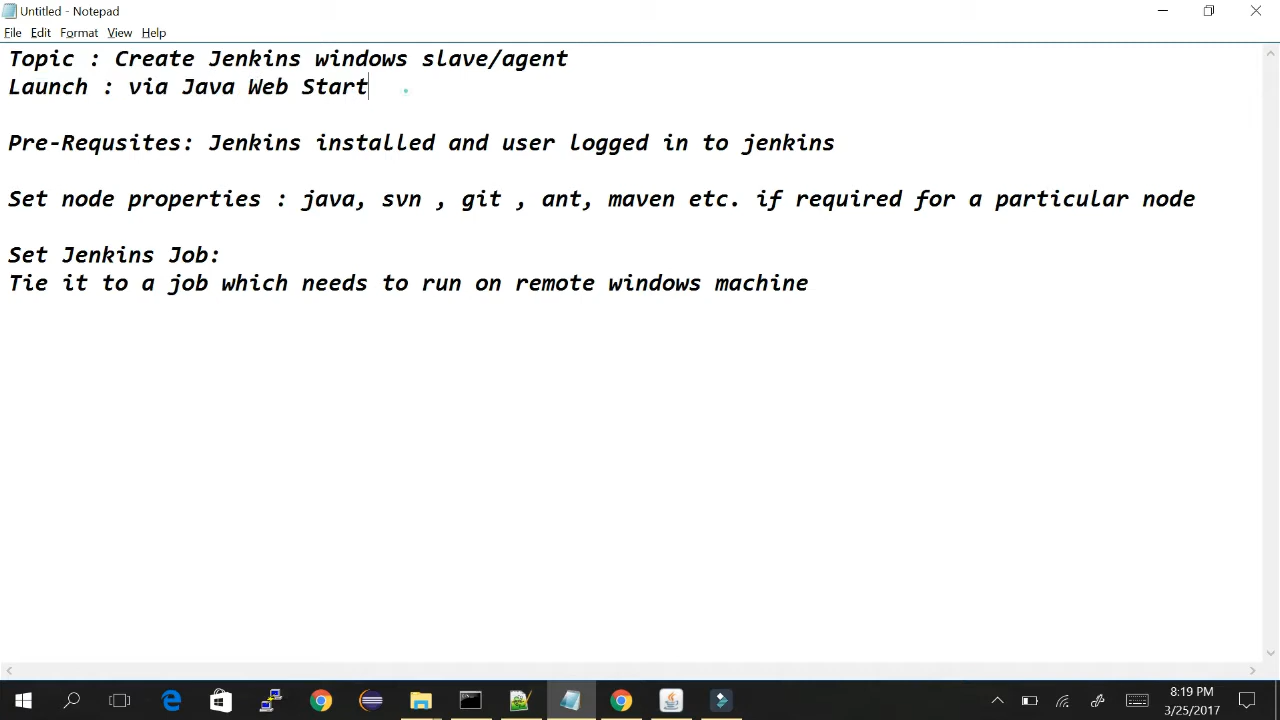 Untitled - Notepad
File Edit Format View Help
Topic : Create Jenkins windows slave/agent
Launch : via Java Web Start
Pre-Requsites: Jenkins installed and user logged in to jenkins
Set node properties : java, svn , git , ant, maven etc. if required for a particular node
Set Jenkins Job:
Tie it to a job which needs to run on remote windows machine
8:19 PM
3/25/2017